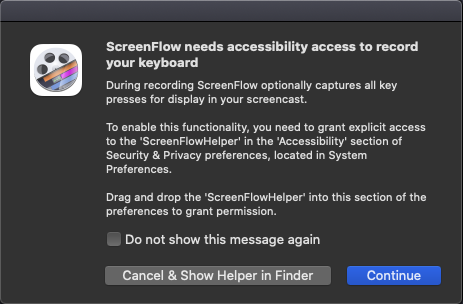 ScreenFlow needs accessibility access to record
your keyboard
During recording ScreenFlow optionally captures all key
presses for display in your screencast.
To enable this functionality, you need to grant explicit access
to the 'ScreenFlowHelper' in the 'Accessibility' section of
Security & Privacy preferences, located in System
Preferences.
Drag and drop the 'ScreenFlowHelper' into this section of the
preferences to grant permission.
Do not show this message again
Cancel & Show Helper in Finder
Continue